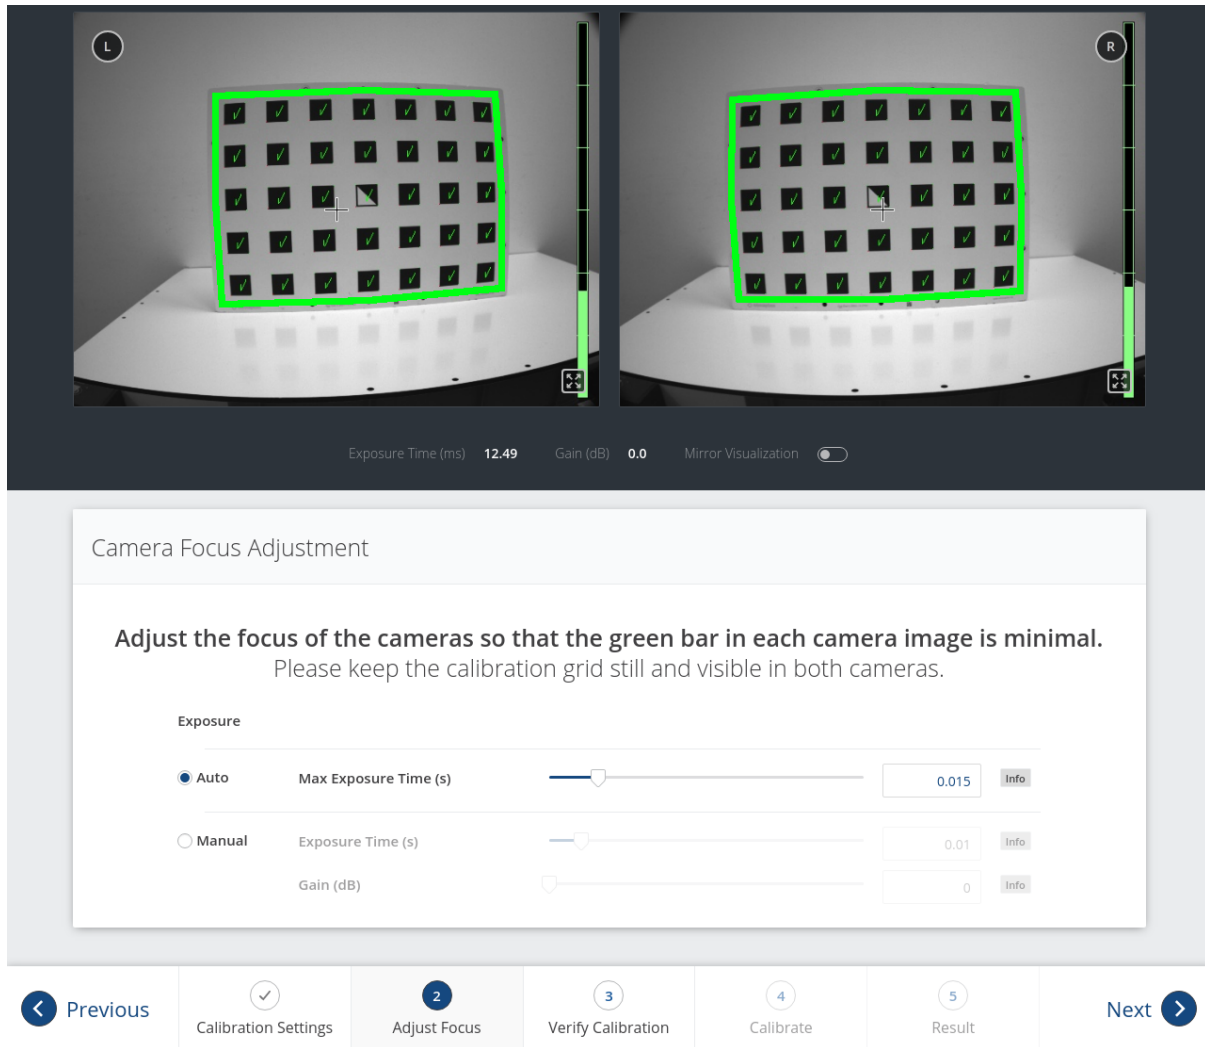 L
R
Exposure Time (ms) 12.49 Gain (dB) 0.0 Mirror Visualization
Camera Focus Adjustment
Adjust the focus of the cameras so that the green bar in each camera image is minimal.
Please keep the calibration grid still and visible in both cameras.
Exposure
Auto Max Exposure Time (s) 0.015 Info
Manual Exposure Time (s) 0.01 Info
Gain (dB) 0 Info
Previous
2 3 4 5
Calibration Settings Adjust Focus Verify Calibration Calibrate Result
Next